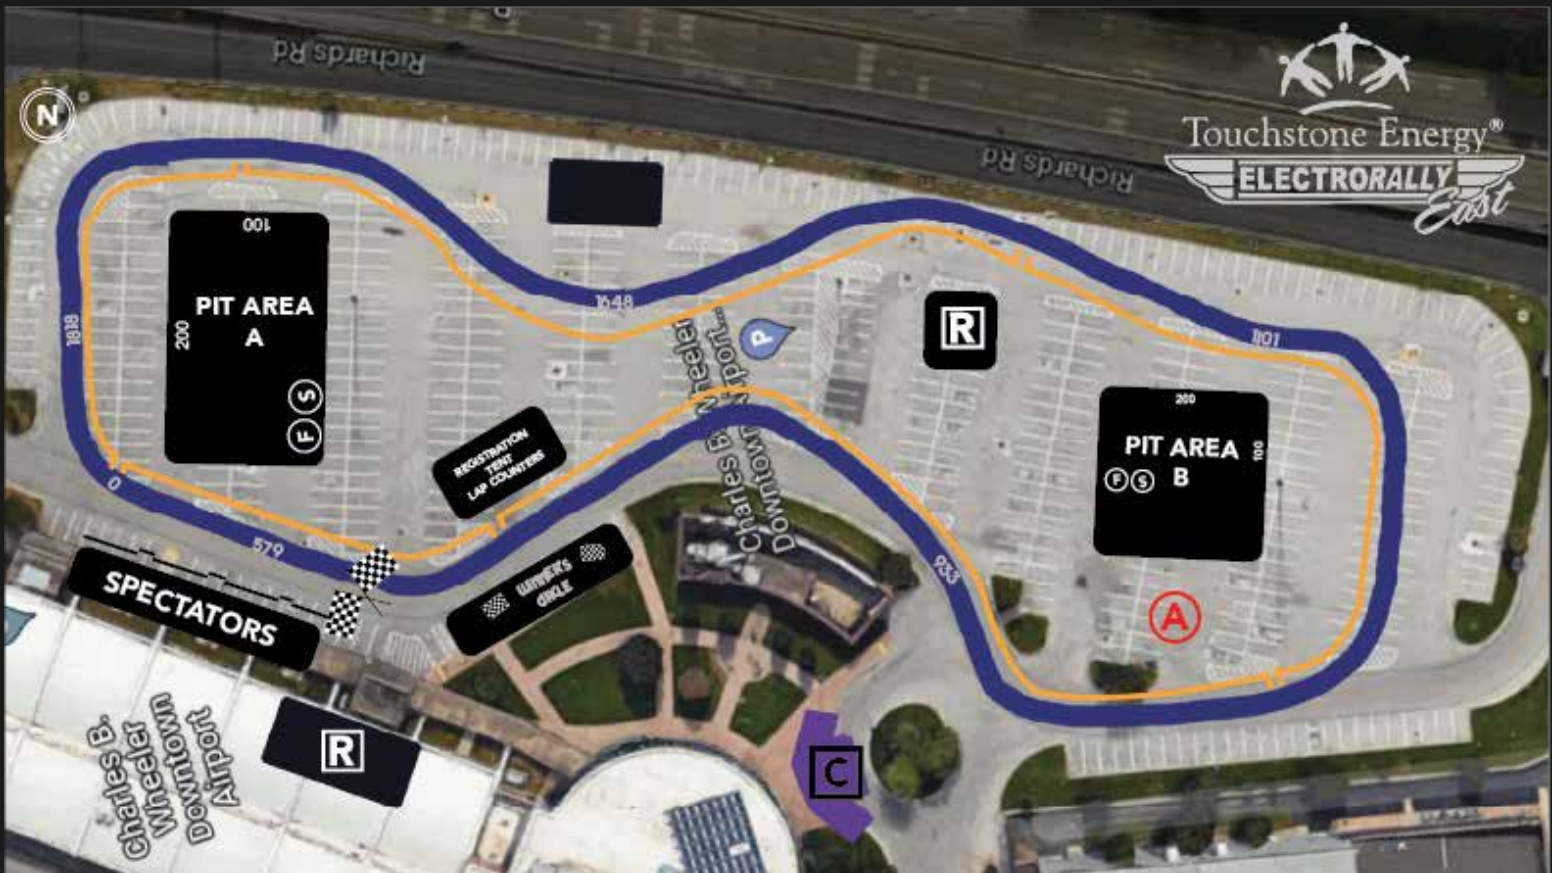 Richards Rd
N
Touchstone Energy®
ELECTRORALLY
East
Richards Rd
100
PIT AREA
A
200
S
F
1818
1648
P
R
1101
200
PIT AREA
B
100
F S
REGISTRATION
TENT
LAP COUNTERS
Charles B. Wheeler
Downtown Airport
0
579
933
WINNER'S
CIRCLE
SPECTATORS
A
R
C
Charles B.
Wheeler
Downtown
Airport